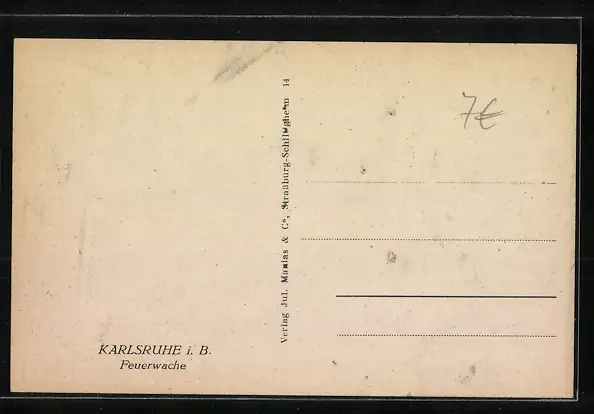 7€
Verlag Jul. Manias & Cº, Straßburg-Schiltigheim 14
KARLSRUHE i. B.
Feuerwache